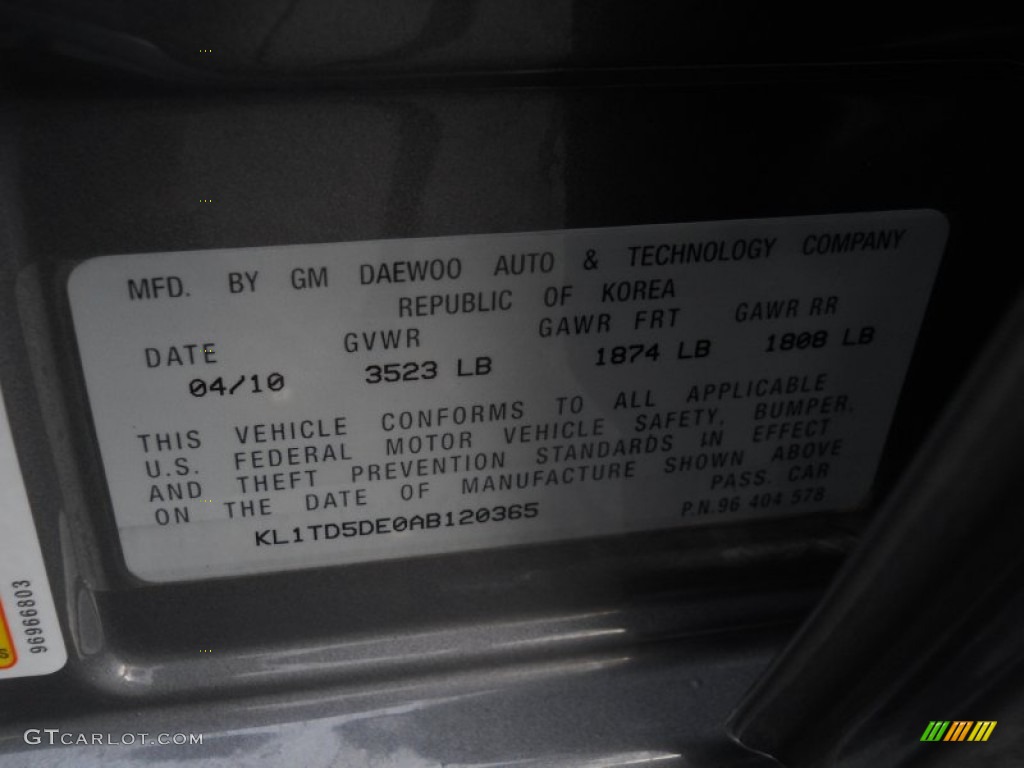 MFD. BY GM DAEWOO AUTO & TECHNOLOGY COMPANY
REPUBLIC OF KOREA
DATE GVWR GAWR FRT GAWR RR
04/10 3523 LB 1874 LB 1808 LB
THIS VEHICLE CONFORMS TO ALL APPLICABLE
U.S. FEDERAL MOTOR VEHICLE SAFETY, BUMPER,
AND THEFT PREVENTION STANDARDS IN EFFECT
ON THE DATE OF MANUFACTURE SHOWN ABOVE
PASS. CAR
KL1TD5DE0AB120365
P.N.96 404 578
96966803
GTCARLOT.COM